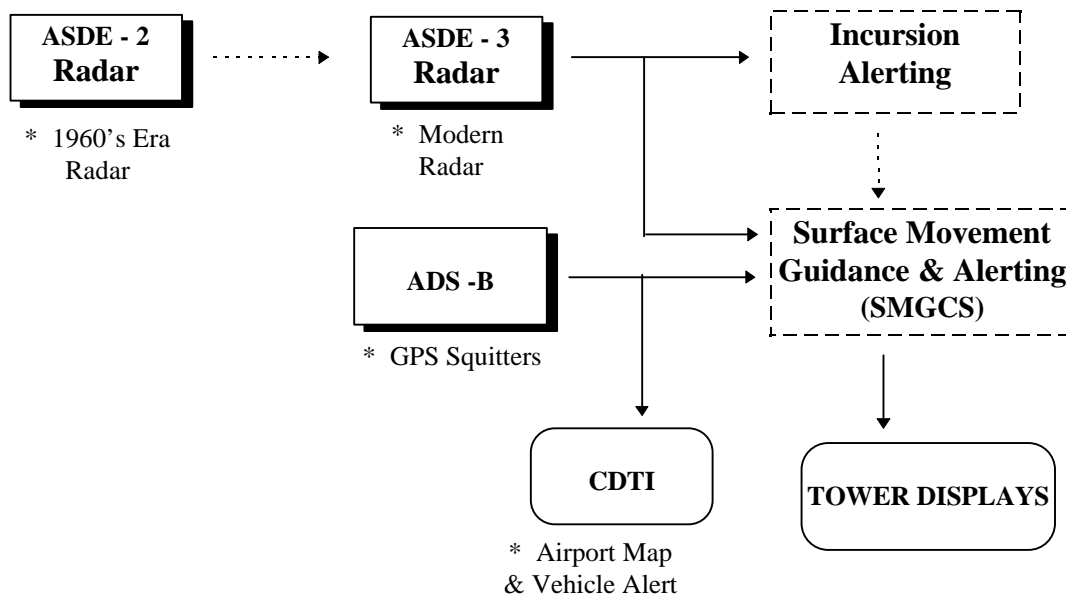 ASDE - 2
Radar
* 1960's Era
Radar
ASDE - 3
Radar
* Modern
Radar
Incursion
Alerting
ADS -B
* GPS Squitters
Surface Movement
Guidance & Alerting
(SMGCS)
CDTI
* Airport Map
& Vehicle Alert
TOWER DISPLAYS